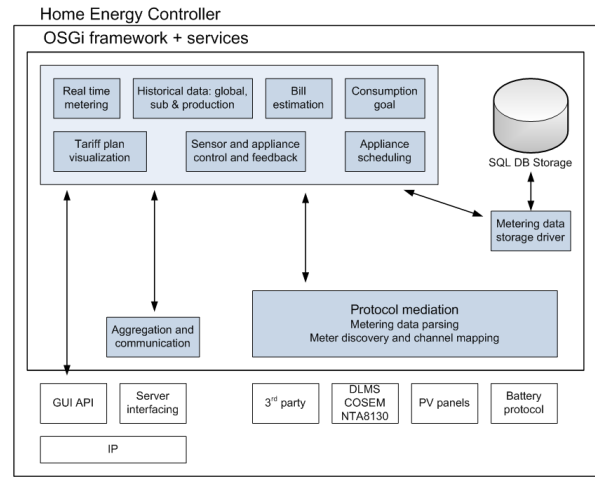 Home Energy Controller
OSGi framework + services
Real time
metering
Historical data: global,
sub & production
Bill
estimation
Consumption
goal
Tariff plan
visualization
Sensor and appliance
control and feedback
Appliance
scheduling
SQL DB Storage
Metering data
storage driver
Aggregation and
communication
Protocol mediation
Metering data parsing
Meter discovery and channel mapping
GUI API
Server
interfacing
3rd party
DLMS
COSEM
NTA8130
PV panels
Battery
protocol
IP